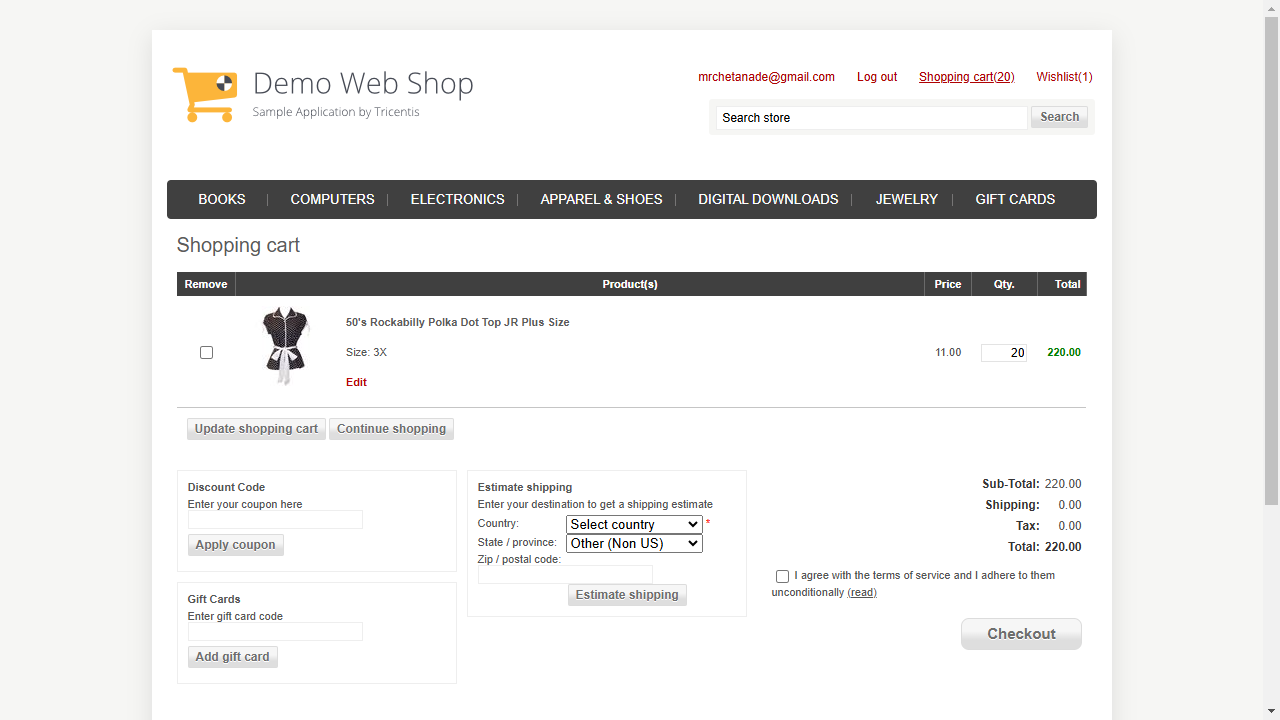 Demo Web Shop
Sample Application by Tricentis
mrchetanade@gmail.com Log out Shopping cart(20) Wishlist(1)
Search store Search
BOOKS COMPUTERS ELECTRONICS APPAREL & SHOES DIGITAL DOWNLOADS JEWELRY GIFT CARDS
Shopping cart
Remove Product(s) Price Qty. Total
50's Rockabilly Polka Dot Top JR Plus Size
Size: 3X 11.00 20 220.00
Edit
Update shopping cart Continue shopping
Discount Code
Enter your coupon here
Apply coupon
Gift Cards
Enter gift card code
Add gift card
Estimate shipping
Enter your destination to get a shipping estimate
Country: Select country *
State / province: Other (Non US)
Zip / postal code:
Estimate shipping
Sub-Total: 220.00
Shipping: 0.00
Tax: 0.00
Total: 220.00
I agree with the terms of service and I adhere to them
unconditionally (read)
Checkout